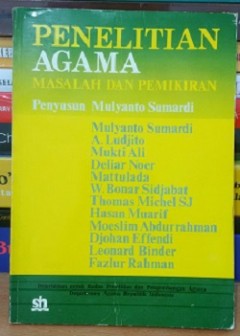 PENELITIAN
AGAMA
MASALAH DAN PEMIKIRAN
Penyusun Mulyanto Sumardi
Mulyanto Sumardi
A. Ludjito
Mukti Ali
Deliar Noer
Mattulada
W. Bonar Sidjabat
Thomas Michel SJ
Hasan Muarif
Moeslim Abdurrahman
Djohan Effendi
Leonard Binder
Fazlur Rahman
sh